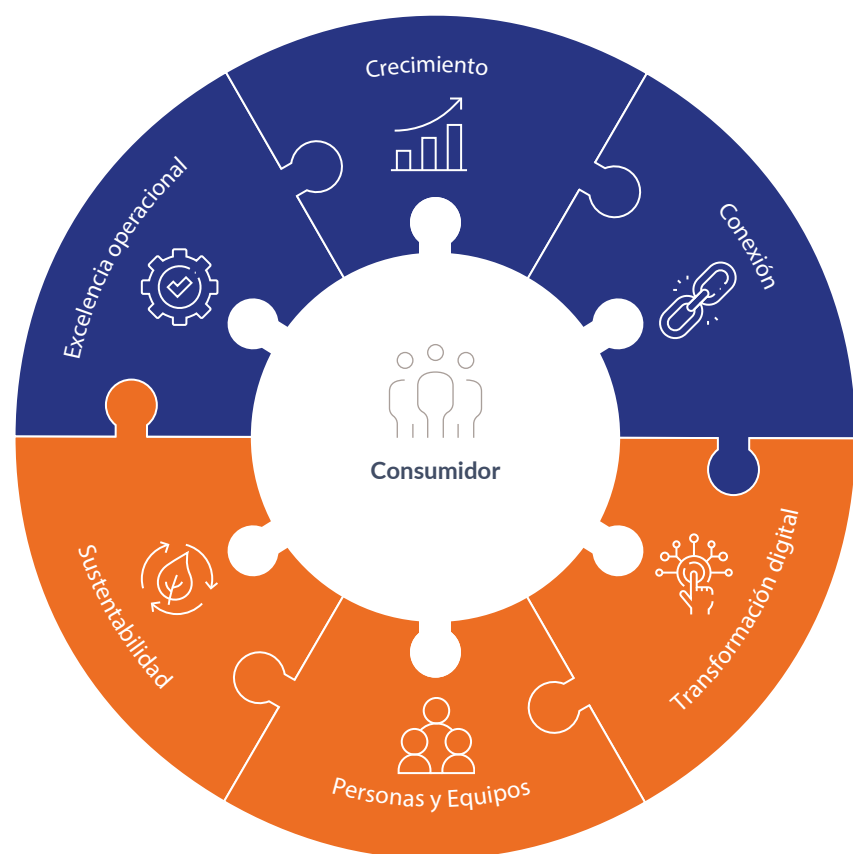 Crecimiento
Conexión
Transformación digital
Personas y Equipos
Sustentabilidad
Excelencia operacional
Consumidor